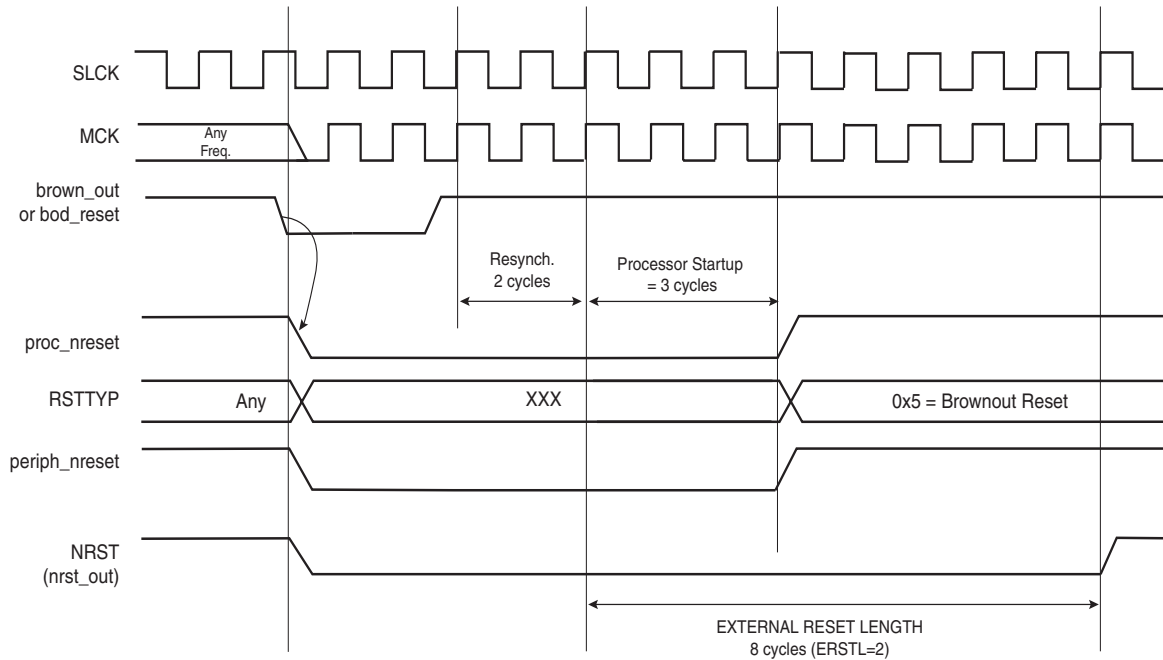 SLCK
MCK
Any
Freq.
brown_out
or bod_reset
Resynch.
2 cycles
Processor Startup
= 3 cycles
proc_nreset
RSTTYP
Any
XXX
0x5 = Brownout Reset
periph_nreset
NRST
(nrst_out)
EXTERNAL RESET LENGTH
8 cycles (ERSTL=2)